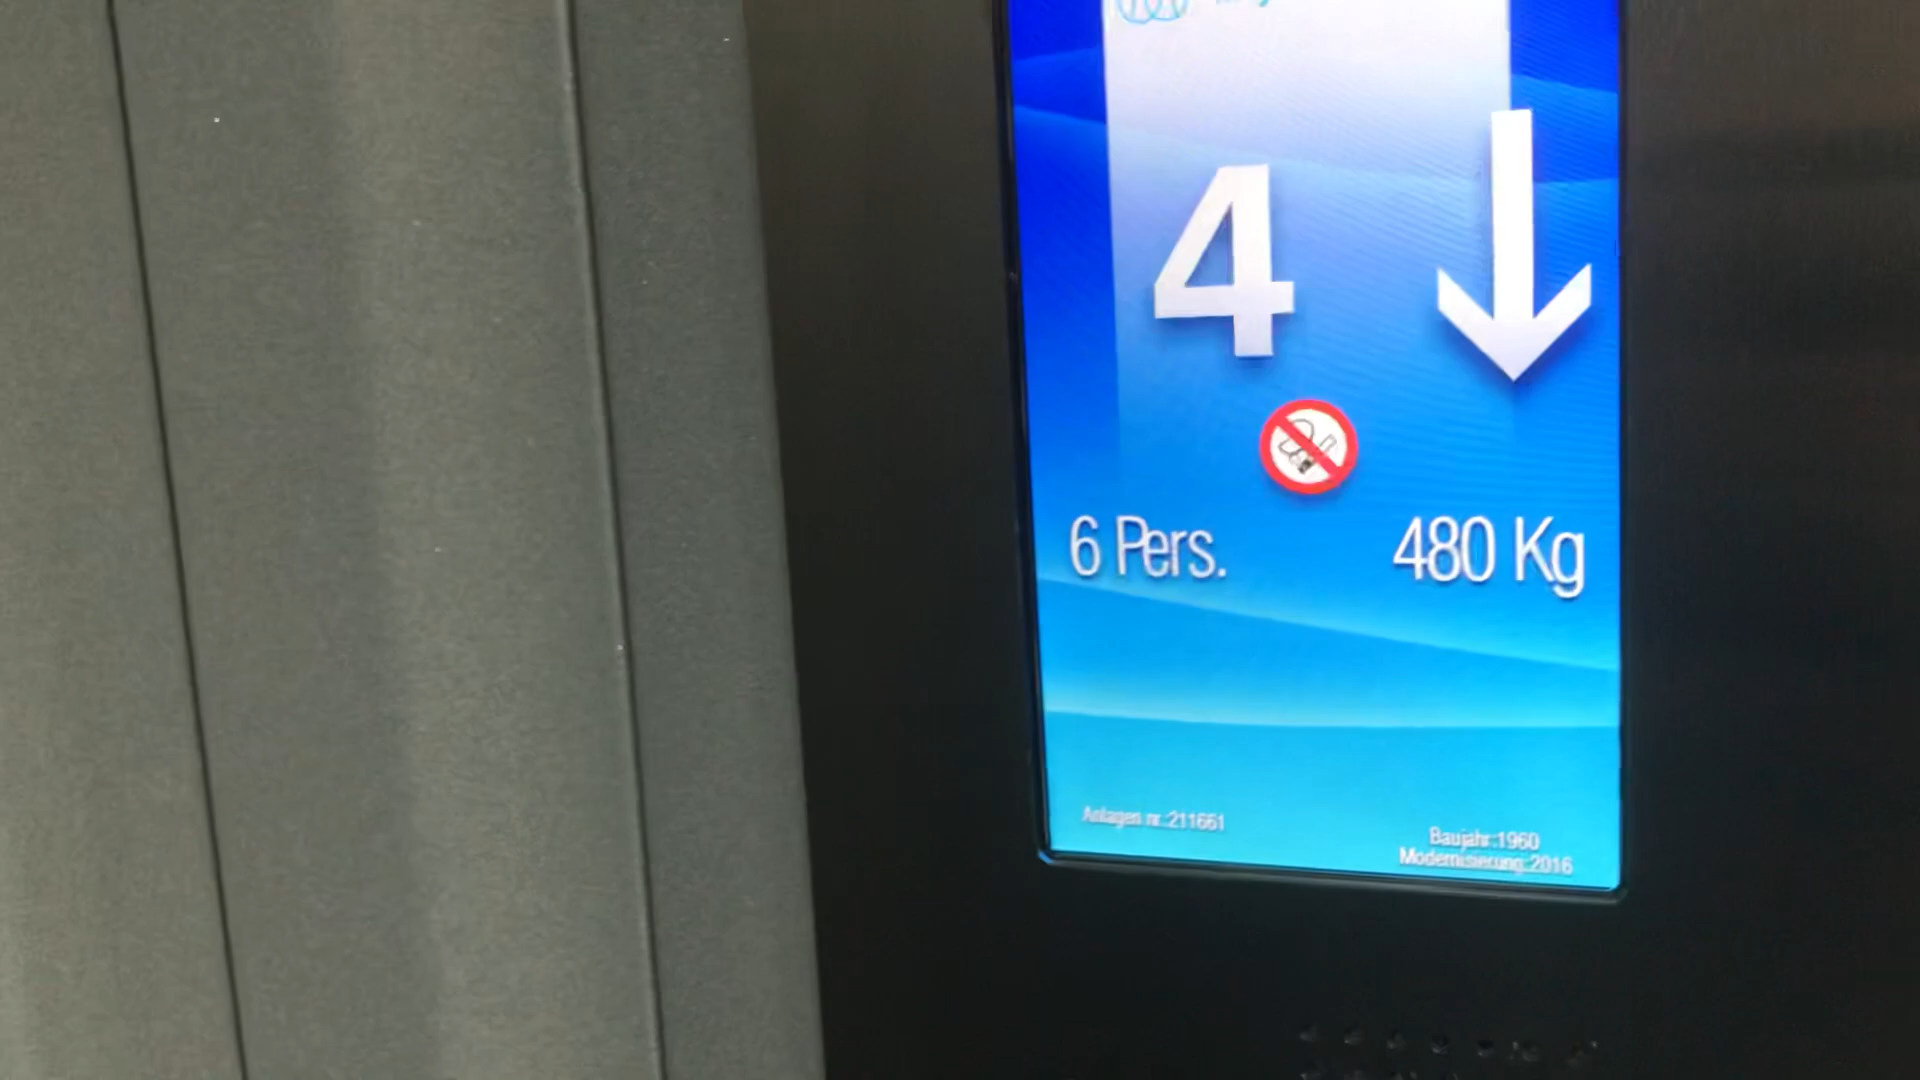 4
6 Pers. 480 Kg
Anlagen nr.:211661
Baujahr:1960
Modernisierung:2016